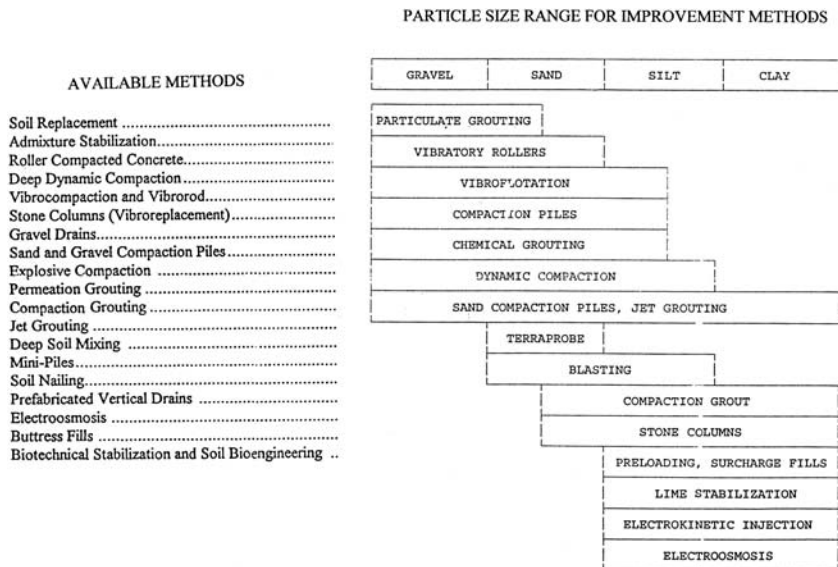 PARTICLE SIZE RANGE FOR IMPROVEMENT METHODS
AVAILABLE METHODS
Soil Replacement
Admixture Stabilization
Roller Compacted Concrete
Deep Dynamic Compaction
Vibrocompaction and Vibrorod
Stone Columns (Vibroreplacement)
Gravel Drains
Sand and Gravel Compaction Piles
Explosive Compaction
Permeation Grouting
Compaction Grouting
Jet Grouting
Deep Soil Mixing
Mini-Piles
Soil Nailing
Prefabricated Vertical Drains
Electroosmosis
Buttress Fills
Biotechnical Stabilization and Soil Bioengineering ..
GRAVEL SAND SILT CLAY
PARTICULATE GROUTING
VIBRATORY ROLLERS
VIBROFLOTATION
COMPACTION PILES
CHEMICAL GROUTING
DYNAMIC COMPACTION
SAND COMPACTION PILES, JET GROUTING
TERRAPROBE
BLASTING
COMPACTION GROUT
STONE COLUMNS
PRELOADING, SURCHARGE FILLS
LIME STABILIZATION
ELECTROKINETIC INJECTION
ELECTROOSMOSIS